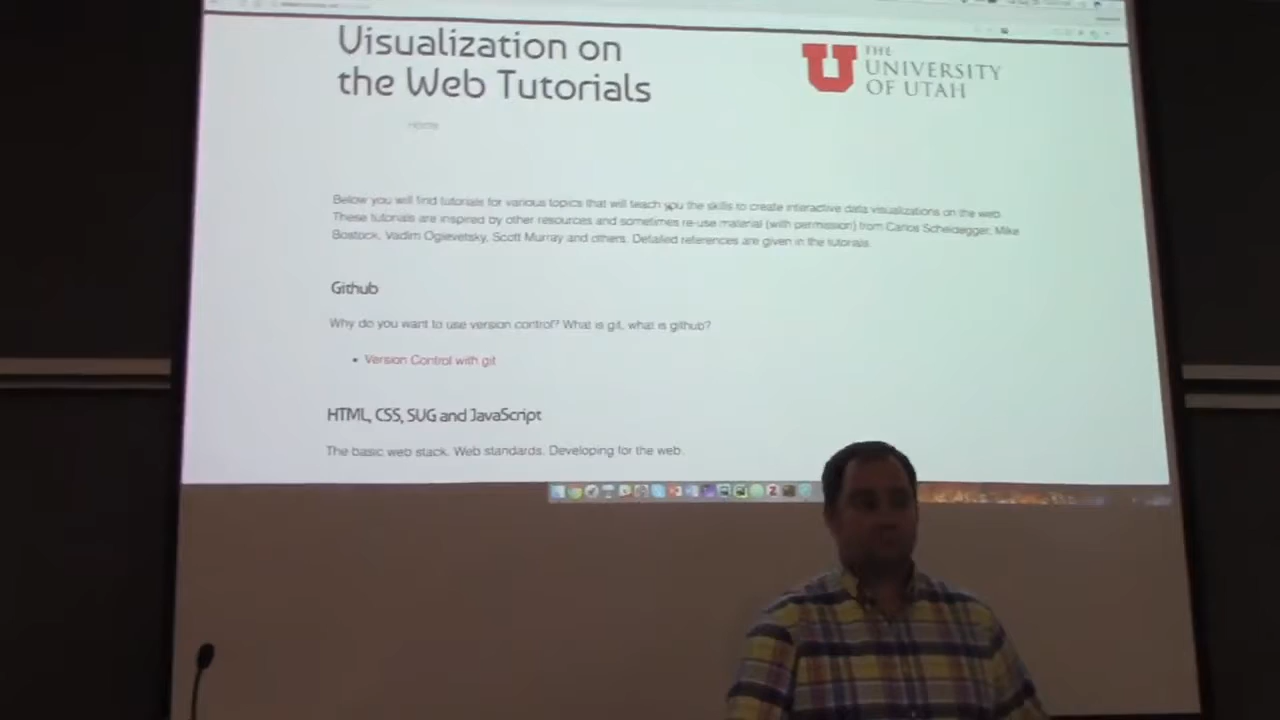 Visualization on
the Web Tutorials
THE
UNIVERSITY
OF UTAH
Home
Below you will find tutorials for various topics that will teach you the skills to create interactive data visualizations on the web.
These tutorials are inspired by other resources and sometimes re-use material (with permission) from Carlos Scheidegger, Mike
Bostock, Vadim Ogievetsky, Scott Murray and others. Detailed references are given in the tutorials.
Github
Why do you want to use version control? What is git, what is github?
• Version Control with git
HTML, CSS, SVG and JavaScript
The basic web stack. Web standards. Developing for the web.